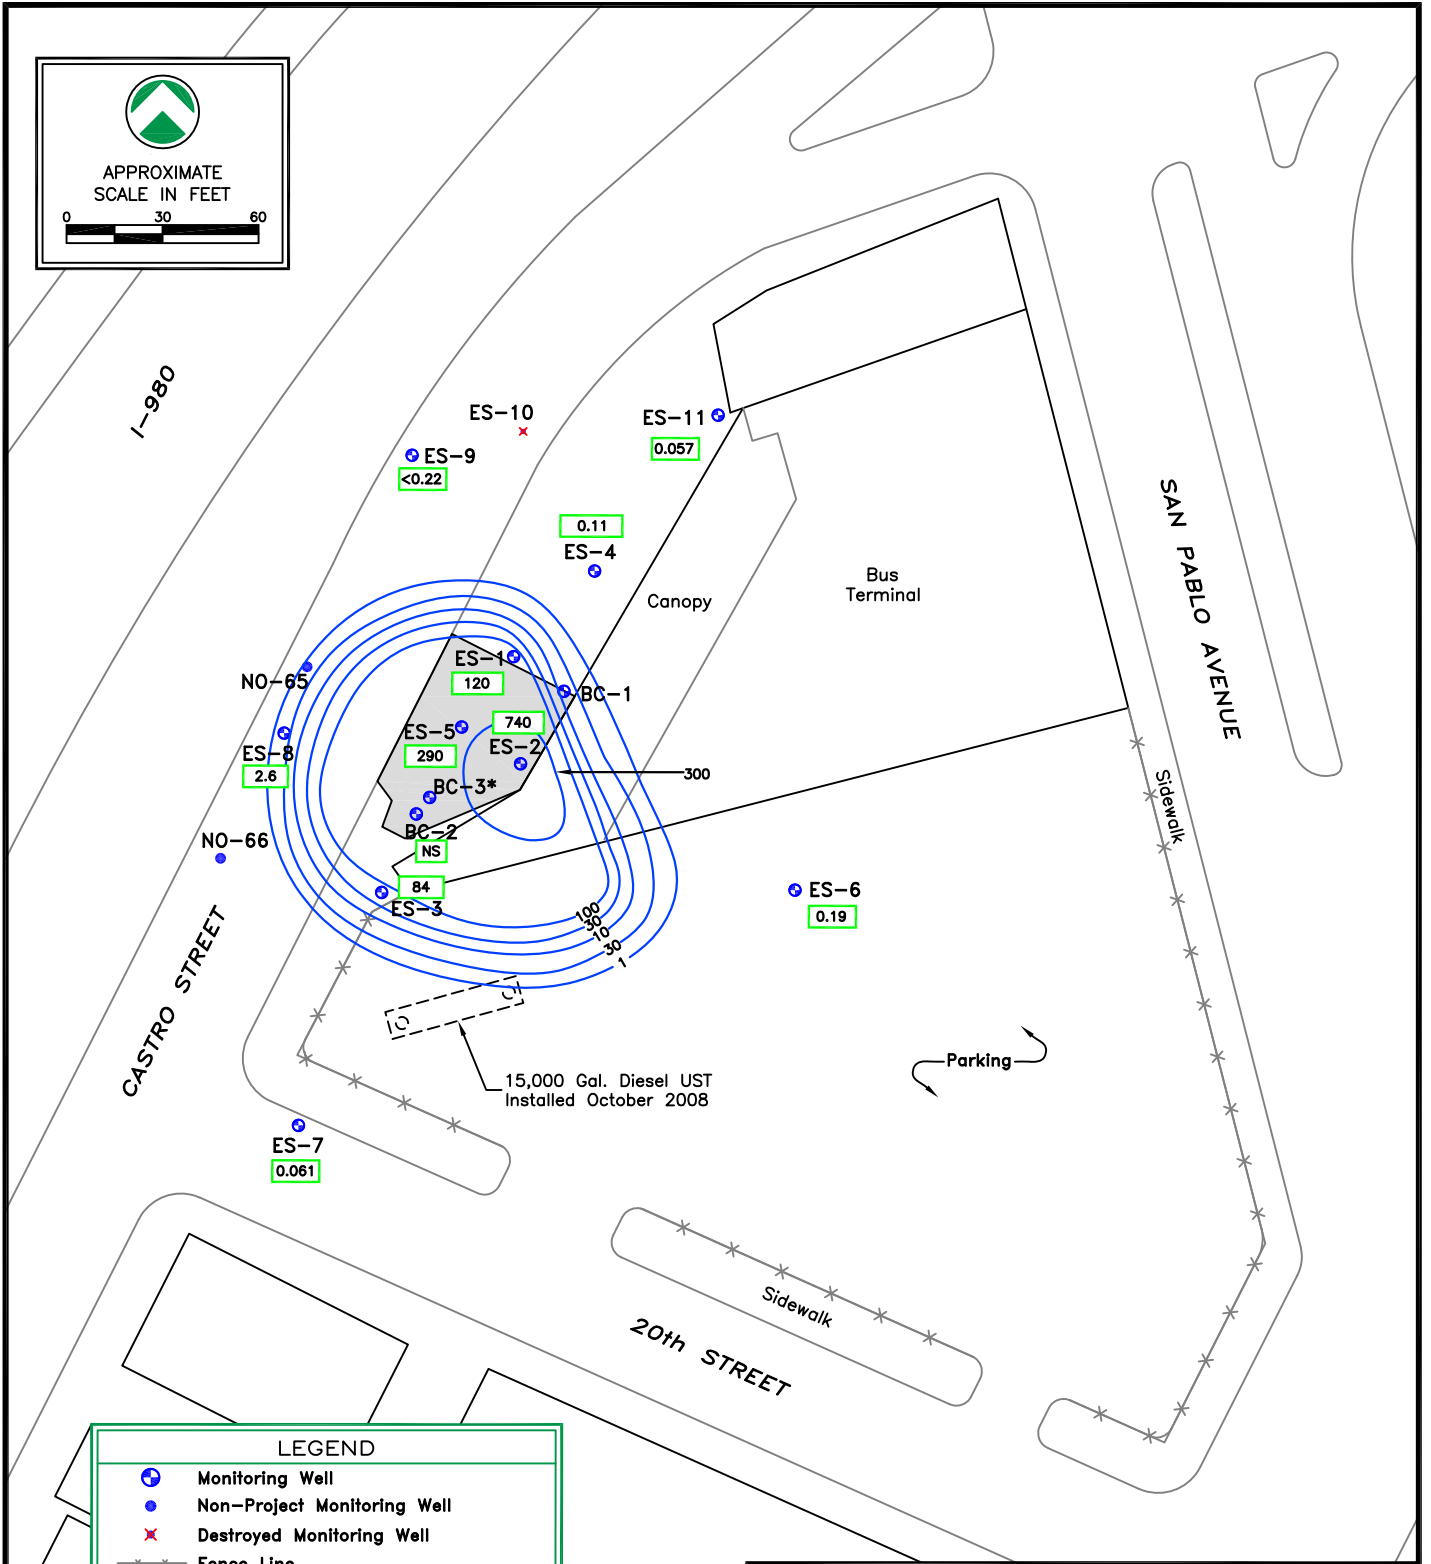 APPROXIMATE
SCALE IN FEET
0 30 60
I-980
ES-10
ES-11
0.057
ES-9
<0.22
0.11
ES-4
Canopy
Bus
Terminal
SAN PABLO AVENUE
Sidewalk
NO-65
ES-1
120
BC-1
ES-5
740
290
ES-2
ES-8
2.6
300
BC-3*
BC-2
NS
NO-66
84
ES-3
ES-6
0.19
100
30
10
30
1
CASTRO STREET
Parking
15,000 Gal. Diesel UST
Installed October 2008
ES-7
0.061
Sidewalk
20th STREET
LEGEND
Monitoring Well
Non-Project Monitoring Well
Destroyed Monitoring Well
Fence Line